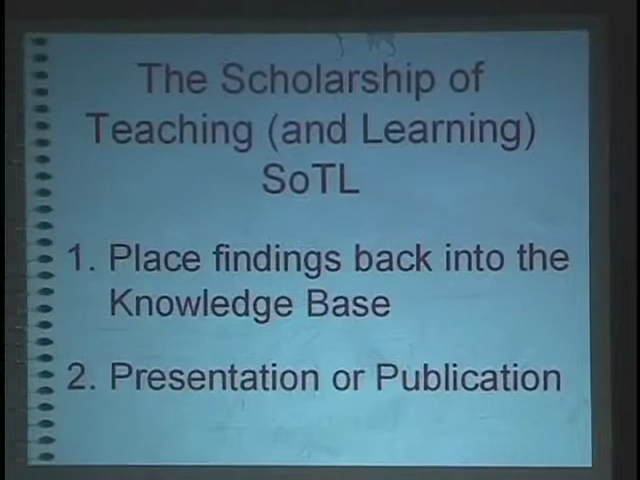 The Scholarship of
Teaching (and Learning)
SoTL
1. Place findings back into the
Knowledge Base
2. Presentation or Publication